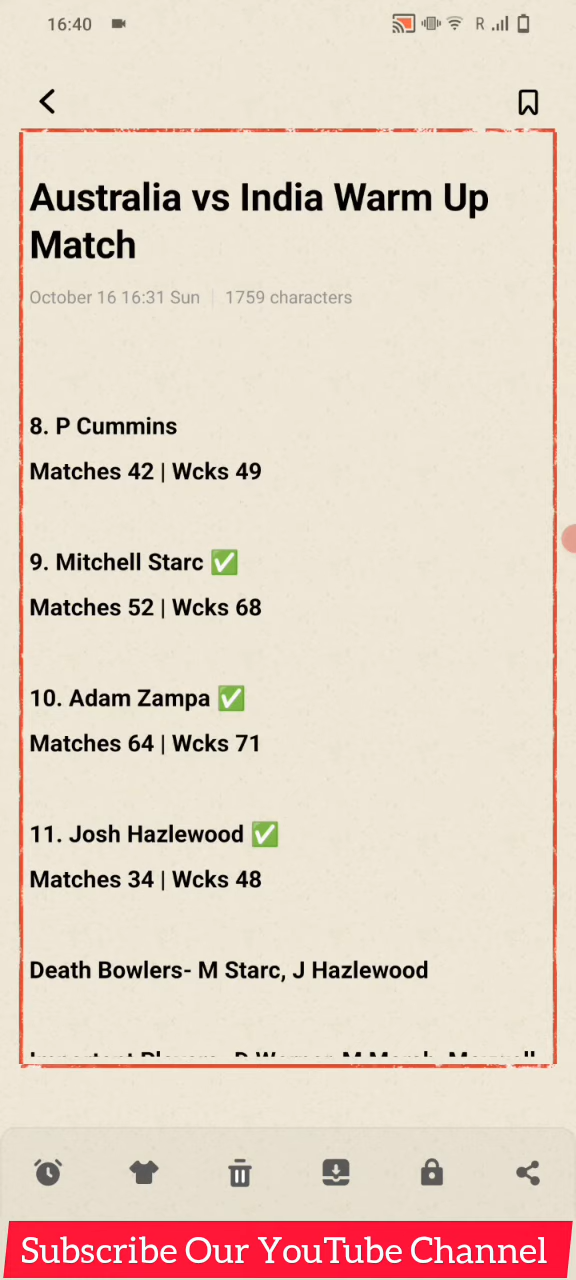 16:40
R
Australia vs India Warm Up
Match
October 16 16:31 Sun | 1759 characters
8. P Cummins
Matches 42 | Wcks 49
9. Mitchell Starc ✅
Matches 52 | Wcks 68
10. Adam Zampa ✅
Matches 64 | Wcks 71
11. Josh Hazlewood ✅
Matches 34 | Wcks 48
Death Bowlers- M Starc, J Hazlewood
Subscribe Our YouTube Channel